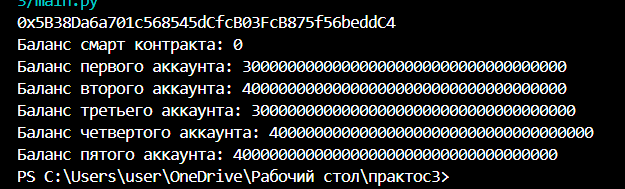 3/main.py
0x5B38Da6a701c568545dCfcB03FcB875f56beddC4
Баланс смарт контракта: 0
Баланс первого аккаунта: 300000000000000000000000000000000000
Баланс второго аккаунта: 400000000000000000000000000000000000
Баланс третьего аккаунта: 300000000000000000000000000000000000
Баланс четвертого аккаунта: 400000000000000000000000000000000000
Баланс пятого аккаунта: 400000000000000000000000000000000000
PS C:\Users\user\OneDrive\Рабочий стол\практос3>